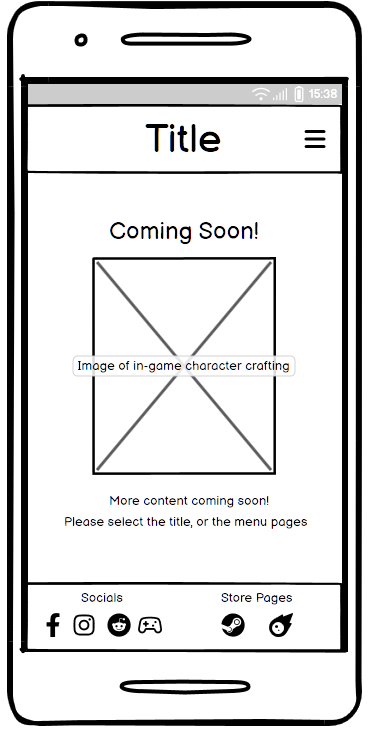 15:38
Title
Coming Soon!
Image of in-game character crafting
More content coming soon!
Please select the title, or the menu pages
Socials Store Pages